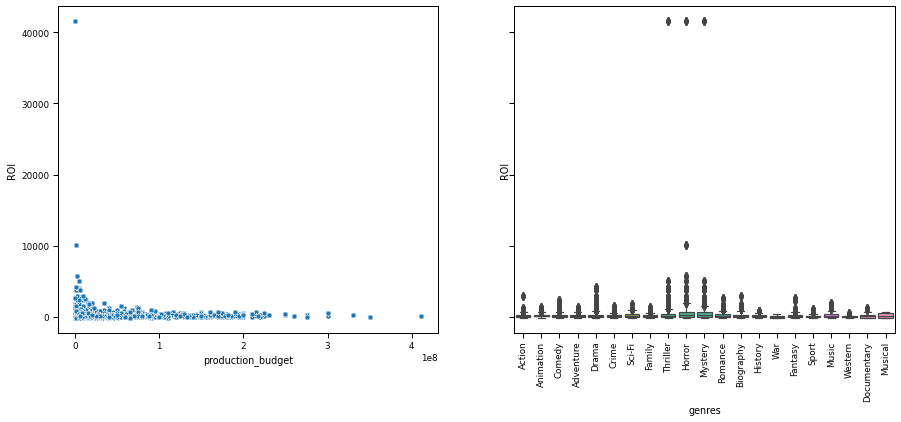 40000
30000
20000
10000
0
ROI
0
1
2
3
4
1e8
production_budget
ROI
Action
Animation
Comedy
Adventure
Drama
Crime
Sci-Fi
Family
Thriller
Horror
Mystery
Romance
Biography
History
War
Fantasy
Sport
Music
Western
Documentary
Musical
genres